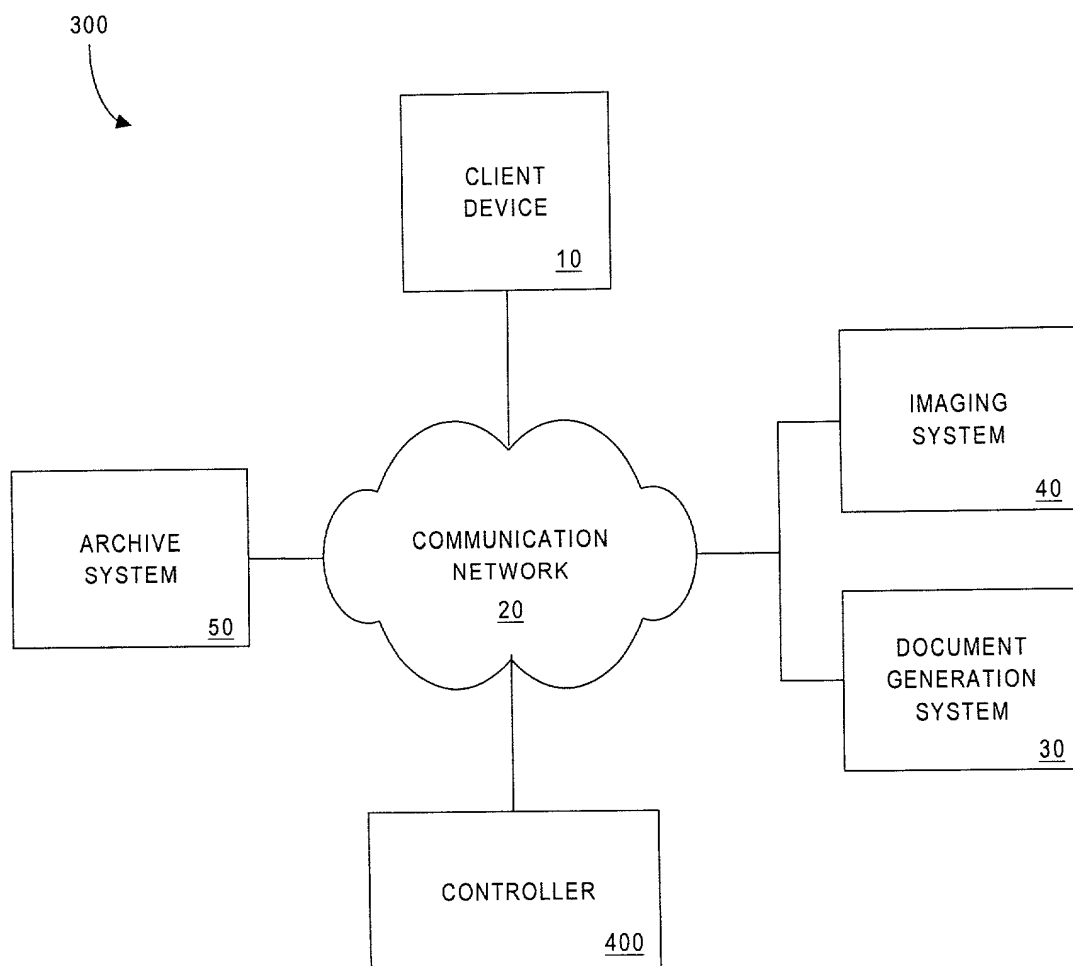 300
CLIENT
DEVICE
10
IMAGING
SYSTEM
40
ARCHIVE
SYSTEM
50
COMMUNICATION
NETWORK
20
DOCUMENT
GENERATION
SYSTEM
30
CONTROLLER
400